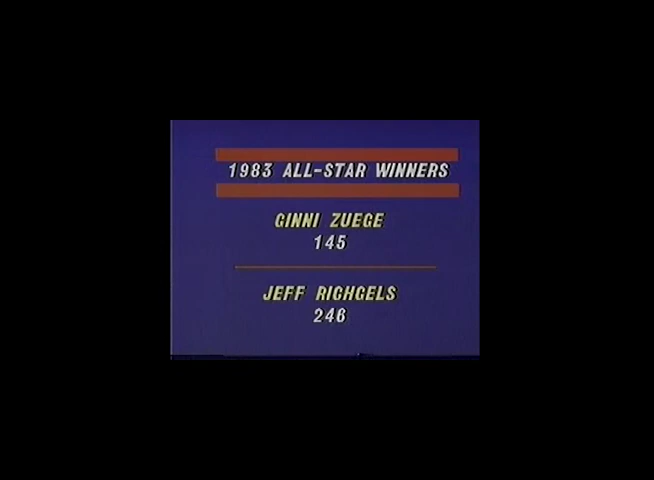 1983 ALL-STAR WINNERS
GINNI ZUEGE
145
JEFF RICHGELS
246